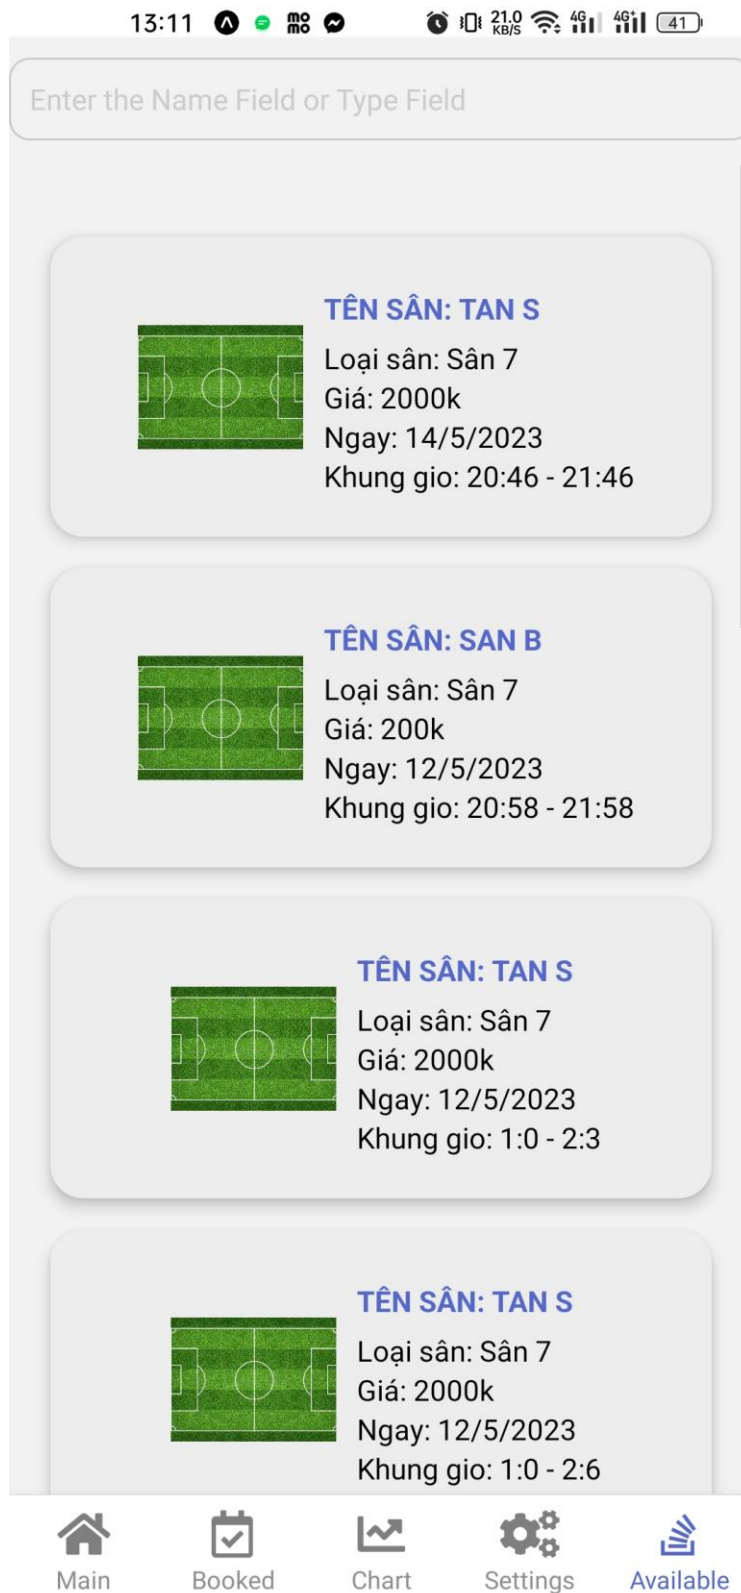 13:11 mo mo 21.0 KB/S 4G 4G+ 41
Enter the Name Field or Type Field
TÊN SÂN: TAN S
Loại sân: Sân 7
Giá: 2000k
Ngay: 14/5/2023
Khung gio: 20:46 - 21:46
TÊN SÂN: SAN B
Loại sân: Sân 7
Giá: 200k
Ngay: 12/5/2023
Khung gio: 20:58 - 21:58
TÊN SÂN: TAN S
Loại sân: Sân 7
Giá: 2000k
Ngay: 12/5/2023
Khung gio: 1:0 - 2:3
TÊN SÂN: TAN S
Loại sân: Sân 7
Giá: 2000k
Ngay: 12/5/2023
Khung gio: 1:0 - 2:6
Main Booked Chart Settings Available